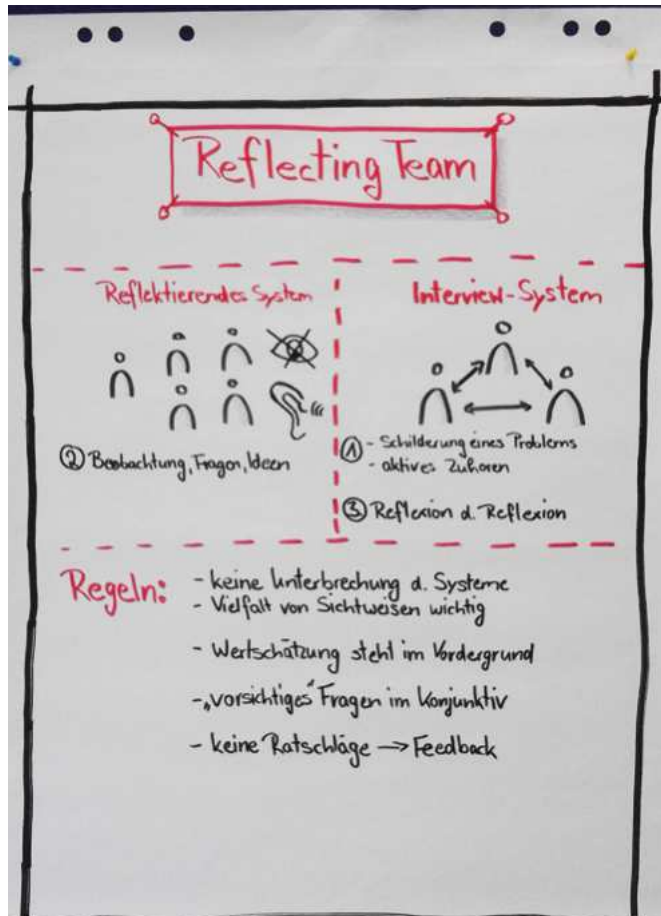 Reflecting Team
Reflektierendes System
② Beobachtung, Fragen, Ideen
Interview-System
① - Schilderung eines Problems
- aktives Zuhören
③ Reflexion d. Reflexion
Regeln:
- keine Unterbrechung d. Systeme
- Vielfalt von Sichtweisen wichtig
- Wertschätzung steht im Vordergrund
- „vorsichtiges“ Fragen im Konjunktiv
- keine Ratschläge → Feedback